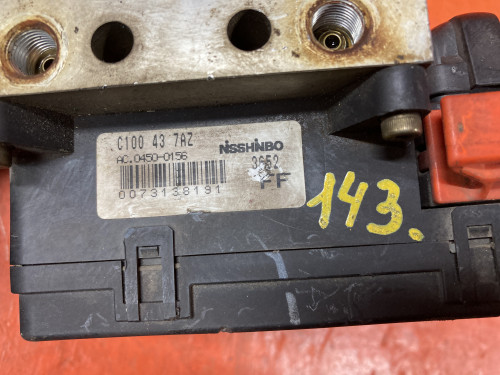 C100 43 7AZ
NISSHINBO
AC.0450-0156
3652
0073138191
FF
143.